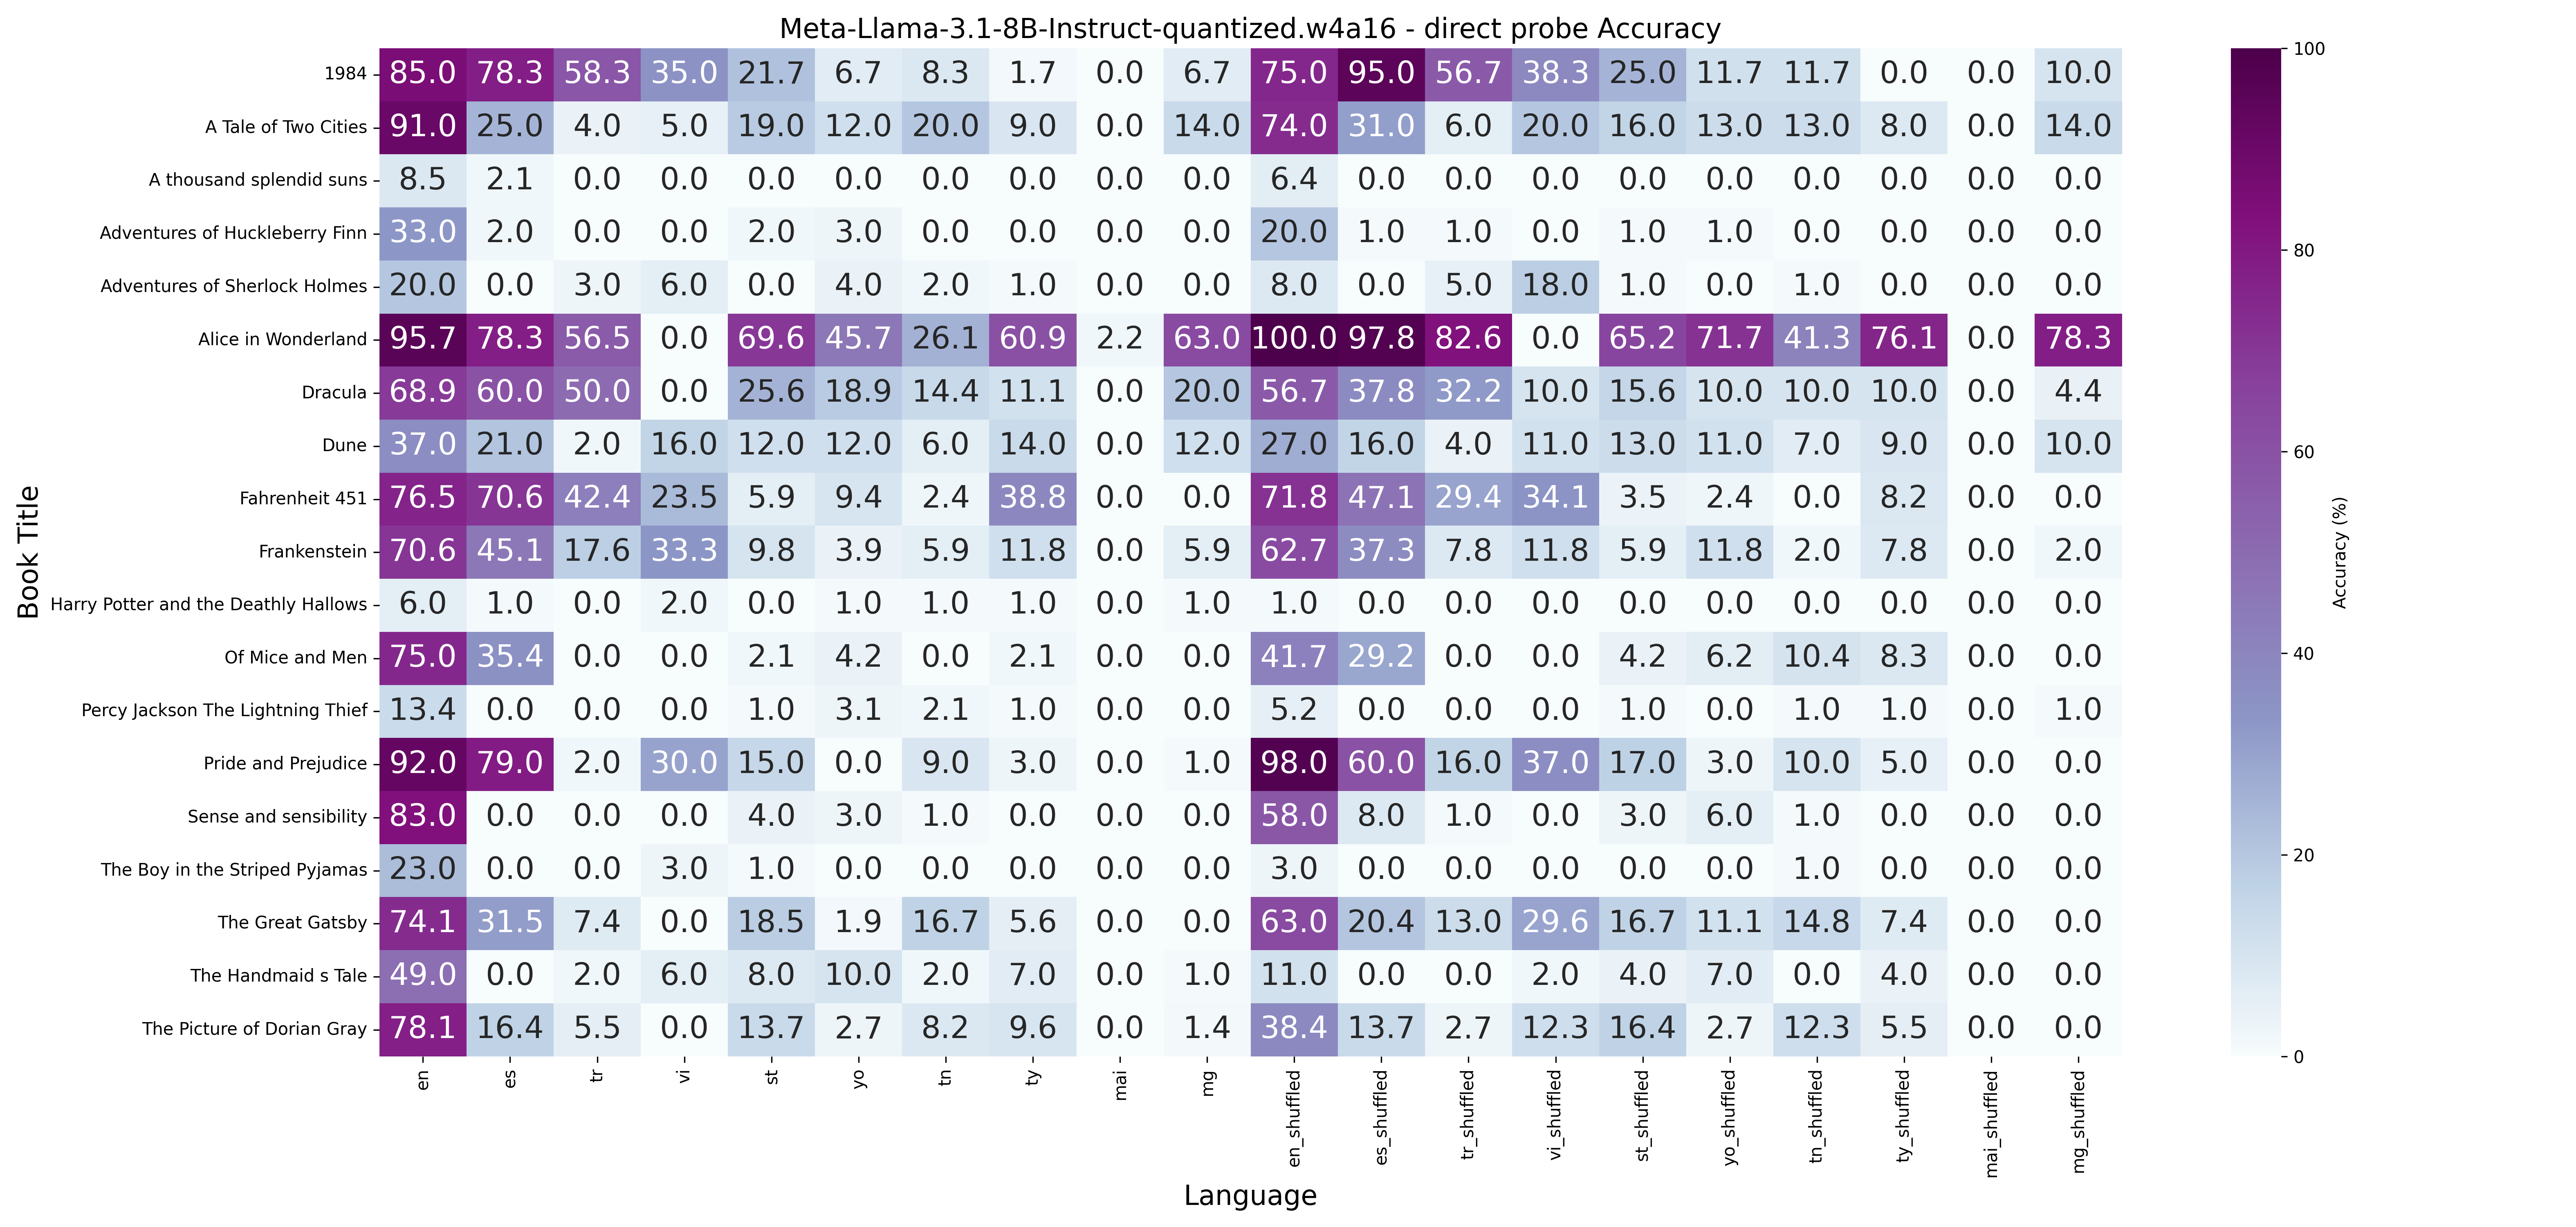 Meta-Llama-3.1-8B-Instruct-quantized.w4a16 - direct probe Accuracy
Book Title
1984 85.0 78.3 58.3 35.0 21.7 6.7 8.3 1.7 0.0 6.7 75.0 95.0 56.7 38.3 25.0 11.7 11.7 0.0 0.0 10.0
A Tale of Two Cities 91.0 25.0 4.0 5.0 19.0 12.0 20.0 9.0 0.0 14.0 74.0 31.0 6.0 20.0 16.0 13.0 13.0 8.0 0.0 14.0
A thousand splendid suns 8.5 2.1 0.0 0.0 0.0 0.0 0.0 0.0 0.0 0.0 6.4 0.0 0.0 0.0 0.0 0.0 0.0 0.0 0.0 0.0
Adventures of Huckleberry Finn 33.0 2.0 0.0 0.0 2.0 3.0 0.0 0.0 0.0 0.0 20.0 1.0 1.0 0.0 1.0 1.0 0.0 0.0 0.0 0.0
Adventures of Sherlock Holmes 20.0 0.0 3.0 6.0 0.0 4.0 2.0 1.0 0.0 0.0 8.0 0.0 5.0 18.0 1.0 0.0 1.0 0.0 0.0 0.0
Alice in Wonderland 95.7 78.3 56.5 0.0 69.6 45.7 26.1 60.9 2.2 63.0 100.0 97.8 82.6 0.0 65.2 71.7 41.3 76.1 0.0 78.3
Dracula 68.9 60.0 50.0 0.0 25.6 18.9 14.4 11.1 0.0 20.0 56.7 37.8 32.2 10.0 15.6 10.0 10.0 10.0 0.0 4.4
Dune 37.0 21.0 2.0 16.0 12.0 12.0 6.0 14.0 0.0 12.0 27.0 16.0 4.0 11.0 13.0 11.0 7.0 9.0 0.0 10.0
Fahrenheit 451 76.5 70.6 42.4 23.5 5.9 9.4 2.4 38.8 0.0 0.0 71.8 47.1 29.4 34.1 3.5 2.4 0.0 8.2 0.0 0.0
Frankenstein 70.6 45.1 17.6 33.3 9.8 3.9 5.9 11.8 0.0 5.9 62.7 37.3 7.8 11.8 5.9 11.8 2.0 7.8 0.0 2.0
Harry Potter and the Deathly Hallows 6.0 1.0 0.0 2.0 0.0 1.0 1.0 1.0 0.0 1.0 1.0 0.0 0.0 0.0 0.0 0.0 0.0 0.0 0.0 0.0
Of Mice and Men 75.0 35.4 0.0 0.0 2.1 4.2 0.0 2.1 0.0 0.0 41.7 29.2 0.0 0.0 4.2 6.2 10.4 8.3 0.0 0.0
Percy Jackson The Lightning Thief 13.4 0.0 0.0 0.0 1.0 3.1 2.1 1.0 0.0 0.0 5.2 0.0 0.0 0.0 1.0 0.0 1.0 1.0 0.0 1.0
Pride and Prejudice 92.0 79.0 2.0 30.0 15.0 0.0 9.0 3.0 0.0 1.0 98.0 60.0 16.0 37.0 17.0 3.0 10.0 5.0 0.0 0.0
Sense and sensibility 83.0 0.0 0.0 0.0 4.0 3.0 1.0 0.0 0.0 0.0 58.0 8.0 1.0 0.0 3.0 6.0 1.0 0.0 0.0 0.0
The Boy in the Striped Pyjamas 23.0 0.0 0.0 3.0 1.0 0.0 0.0 0.0 0.0 0.0 3.0 0.0 0.0 0.0 0.0 0.0 1.0 0.0 0.0 0.0
The Great Gatsby 74.1 31.5 7.4 0.0 18.5 1.9 16.7 5.6 0.0 0.0 63.0 20.4 13.0 29.6 16.7 11.1 14.8 7.4 0.0 0.0
The Handmaid s Tale 49.0 0.0 2.0 6.0 8.0 10.0 2.0 7.0 0.0 1.0 11.0 0.0 0.0 2.0 4.0 7.0 0.0 4.0 0.0 0.0
The Picture of Dorian Gray 78.1 16.4 5.5 0.0 13.7 2.7 8.2 9.6 0.0 1.4 38.4 13.7 2.7 12.3 16.4 2.7 12.3 5.5 0.0 0.0
en es tr vi st yo tn ty mai mg en_shuffled es_shuffled tr_shuffled vi_shuffled st_shuffled yo_shuffled tn_shuffled ty_shuffled mai_shuffled mg_shuffled
Language
100
80
60
40
20
0
Accuracy (%)